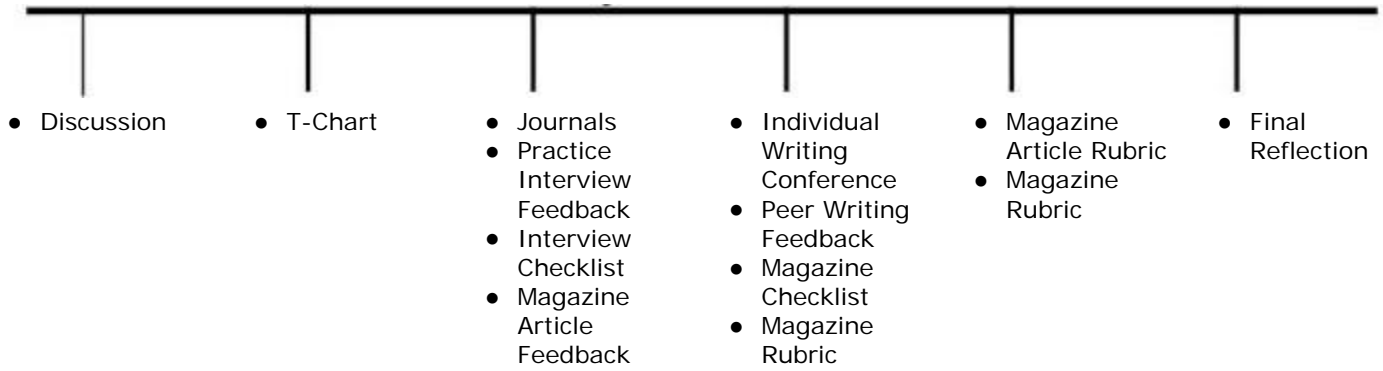 ● Discussion
● T-Chart
● Journals
● Practice
Interview
Feedback
● Interview
Checklist
● Magazine
Article
Feedback
● Individual
Writing
Conference
● Peer Writing
Feedback
● Magazine
Checklist
● Magazine
Rubric
● Magazine
Article Rubric
● Magazine
Rubric
● Final
Reflection